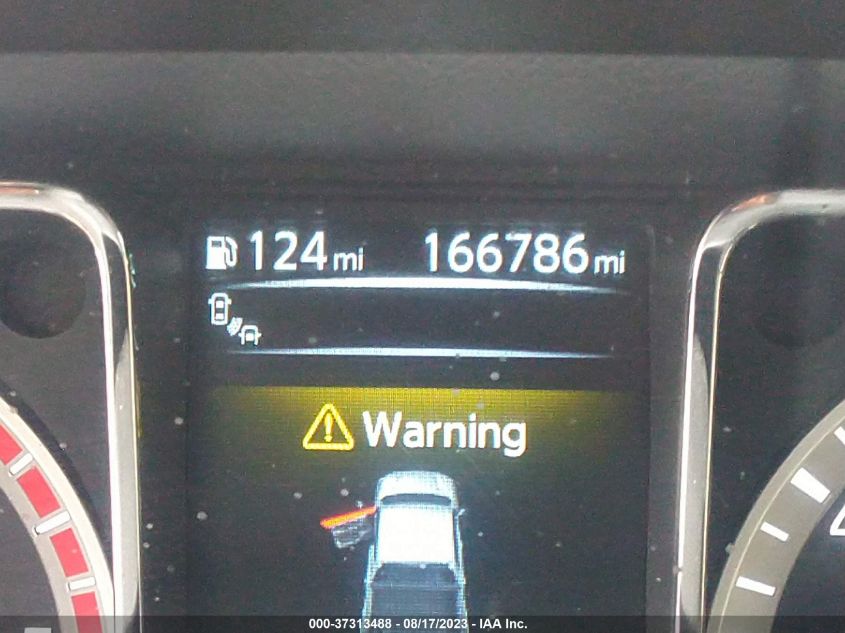 124 mi 166786 mi
Warning
000-37313488 - 08/17/2023 - IAA Inc.